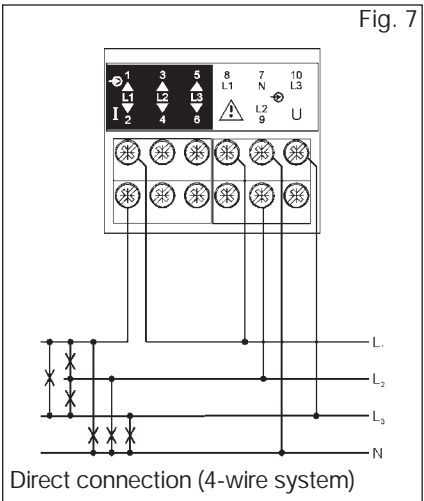 Fig. 7
1 3 5 8 7 10
L1 N L3
L1 L2 L3
L2
I U
2 4 6 9
L₁
L₂
L₃
N
Direct connection (4-wire system)